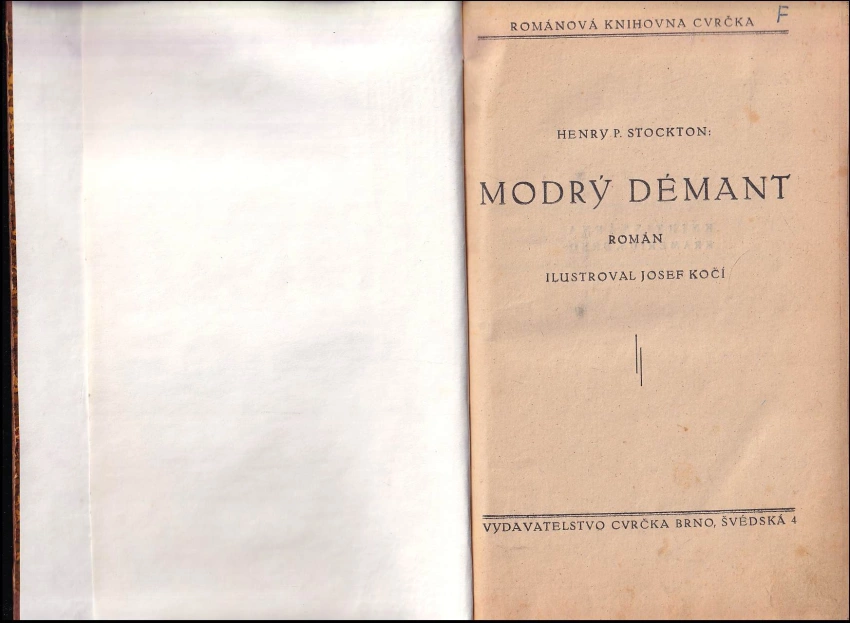 ROMÁNOVÁ KNIHOVNA CVRČKA
F
HENRY P. STOCKTON:
MODRÝ DÉMANT
ROMÁN
ILUSTROVAL JOSEF KOČÍ
VYDAVATELSTVO CVRČKA BRNO, ŠVÉDSKÁ 4